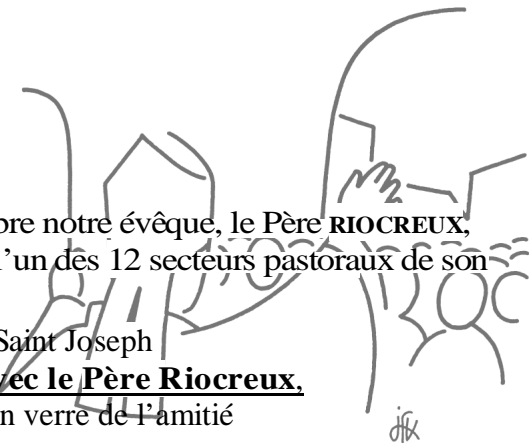 bre notre évêque, le Père RIOCREUX,
l'un des 12 secteurs pastoraux de son
Saint Joseph
vec le Père Riocreux,
n verre de l'amitié